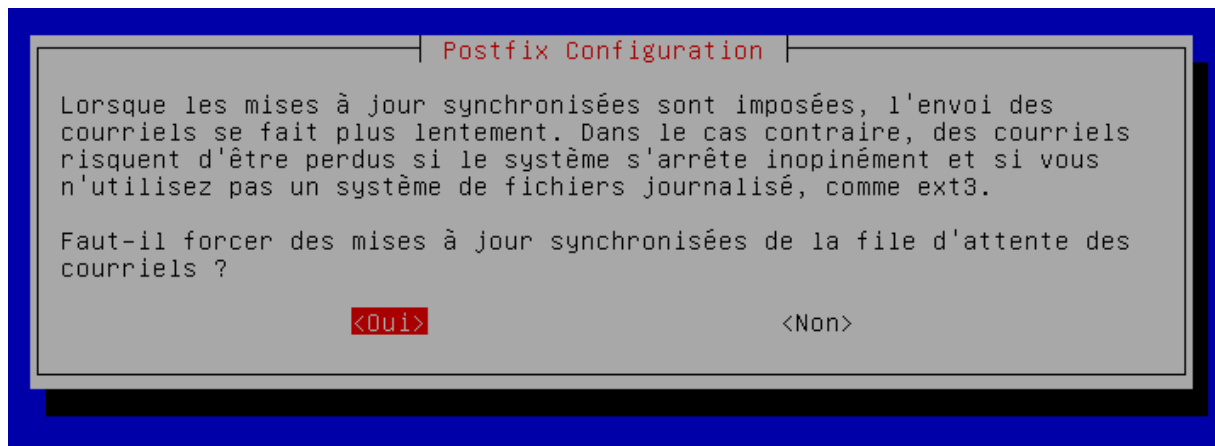 Postfix Configuration
Lorsque les mises à jour synchronisées sont imposées, l'envoi des
courriels se fait plus lentement. Dans le cas contraire, des courriels
risquent d'être perdus si le système s'arrête inopinément et si vous
n'utilisez pas un système de fichiers journalisé, comme ext3.
Faut-il forcer des mises à jour synchronisées de la file d'attente des
courriels ?
<Oui> <Non>